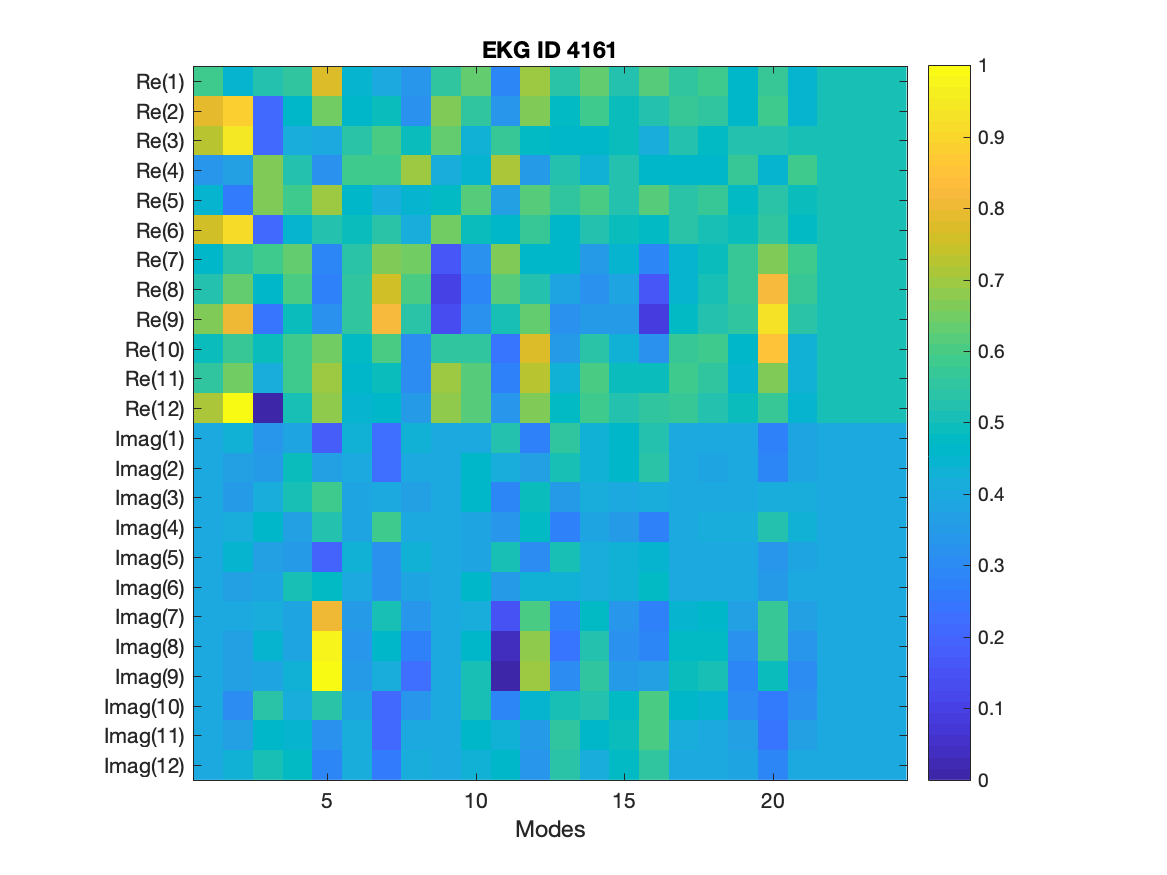 EKG ID 4161
Re(1)
Re(2)
Re(3)
Re(4)
Re(5)
Re(6)
Re(7)
Re(8)
Re(9)
Re(10)
Re(11)
Re(12)
Imag(1)
Imag(2)
Imag(3)
Imag(4)
Imag(5)
Imag(6)
Imag(7)
Imag(8)
Imag(9)
Imag(10)
Imag(11)
Imag(12)
5 10 15 20
Modes
1
0.9
0.8
0.7
0.6
0.5
0.4
0.3
0.2
0.1
0